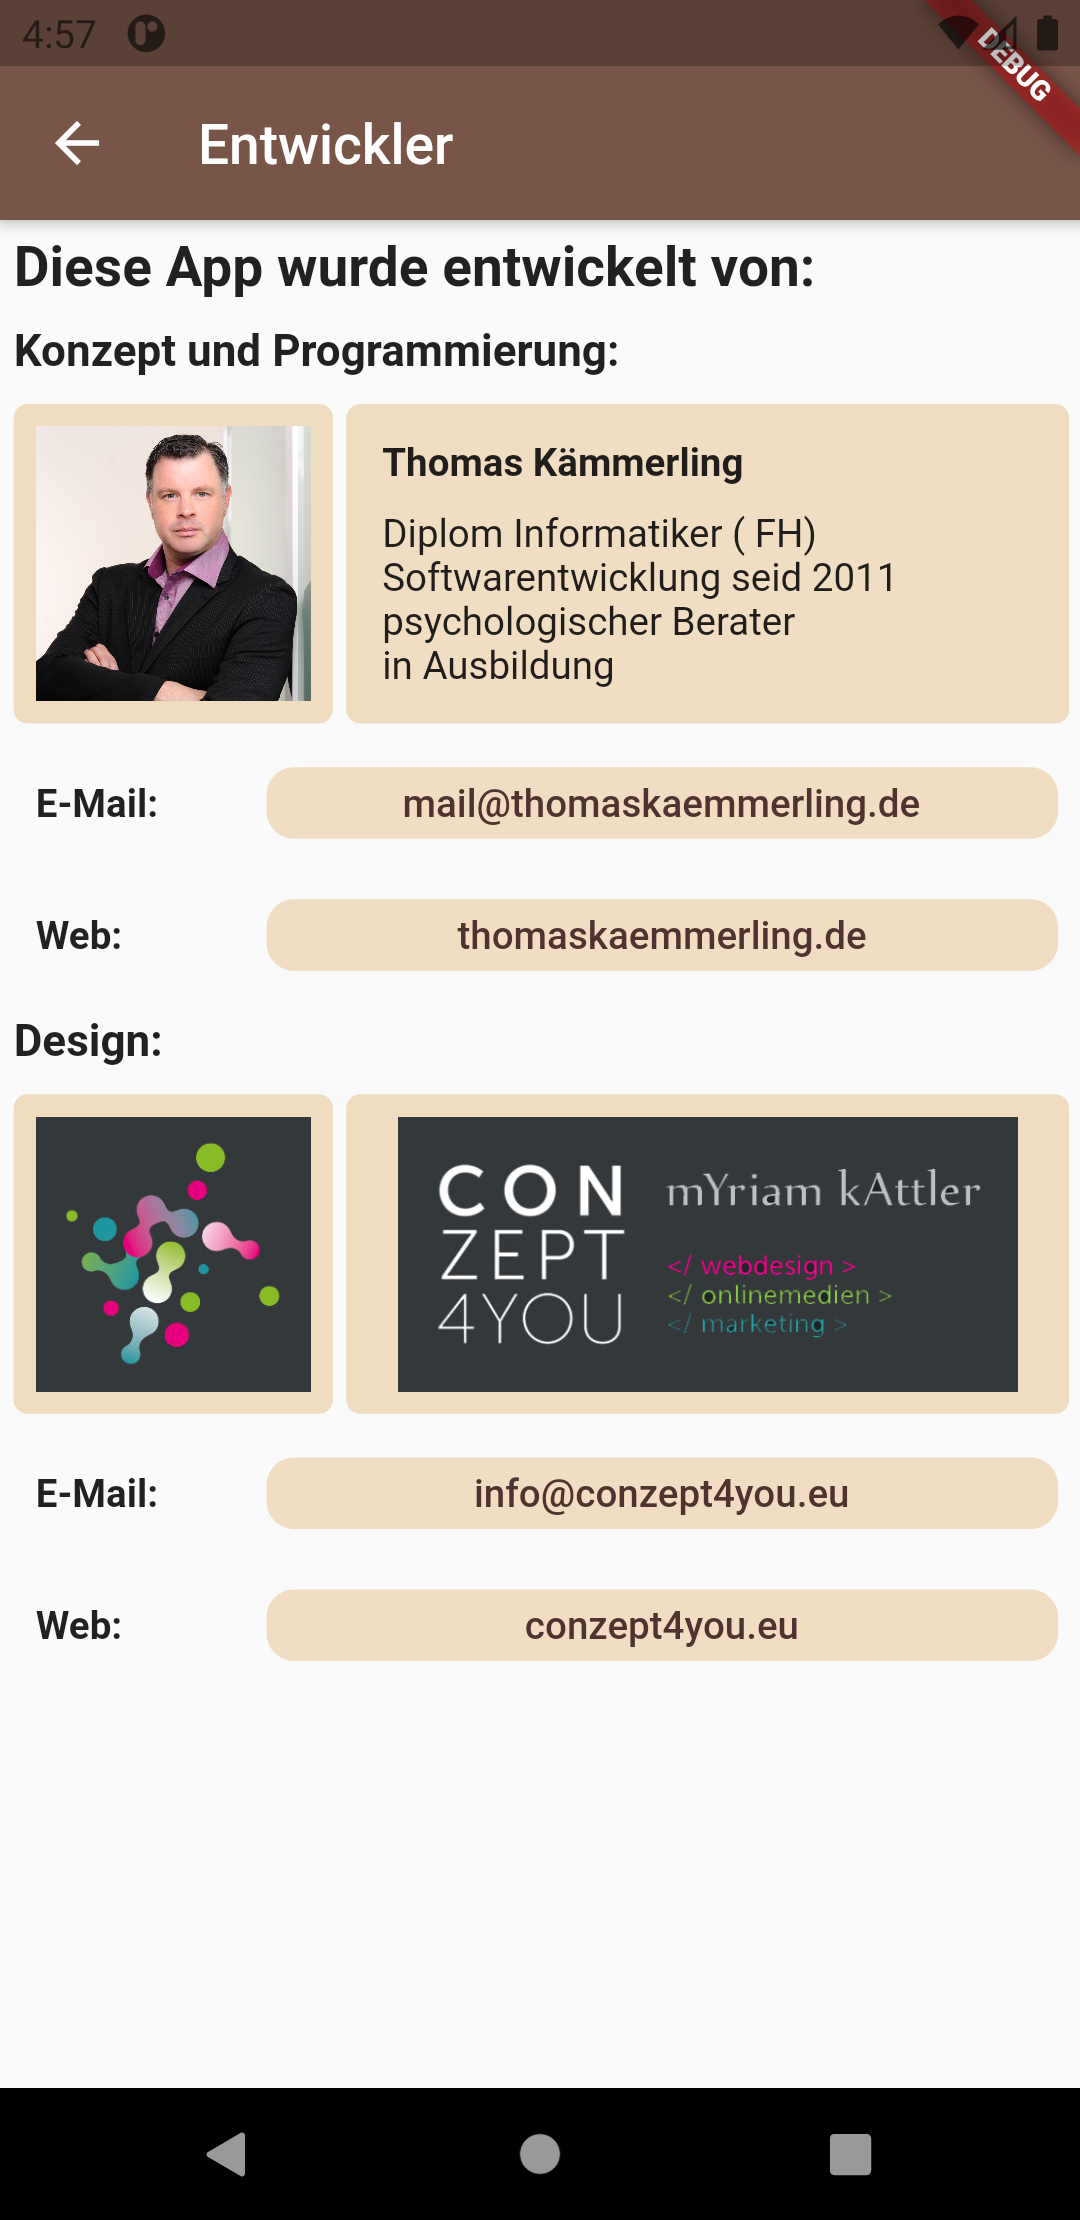 4:57
DEBUG
Entwickler
Diese App wurde entwickelt von:
Konzept und Programmierung:
Thomas Kämmerling
Diplom Informatiker ( FH)
Softwarentwicklung seid 2011
psychologischer Berater
in Ausbildung
E-Mail:
mail@thomaskaemmerling.de
Web:
thomaskaemmerling.de
Design:
CON
ZEPT
4YOU
mYriam kAttler
</ webdesign >
</ onlinemedien >
</ marketing >
E-Mail:
info@conzept4you.eu
Web:
conzept4you.eu